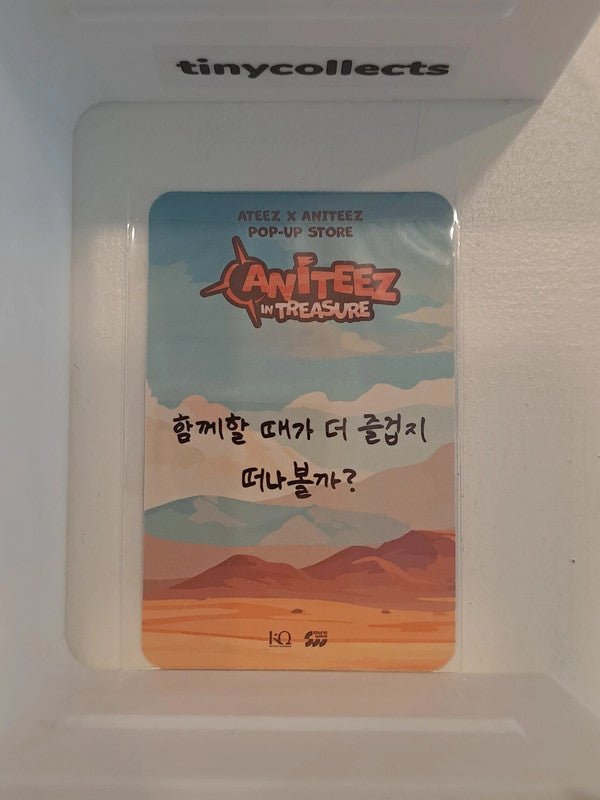 tinycollects
ATEEZ X ANITEEZ
POP-UP STORE
ANITEEZ
IN TREASURE
함께할 때가 더 즐겁지
떠나볼까?
KQ